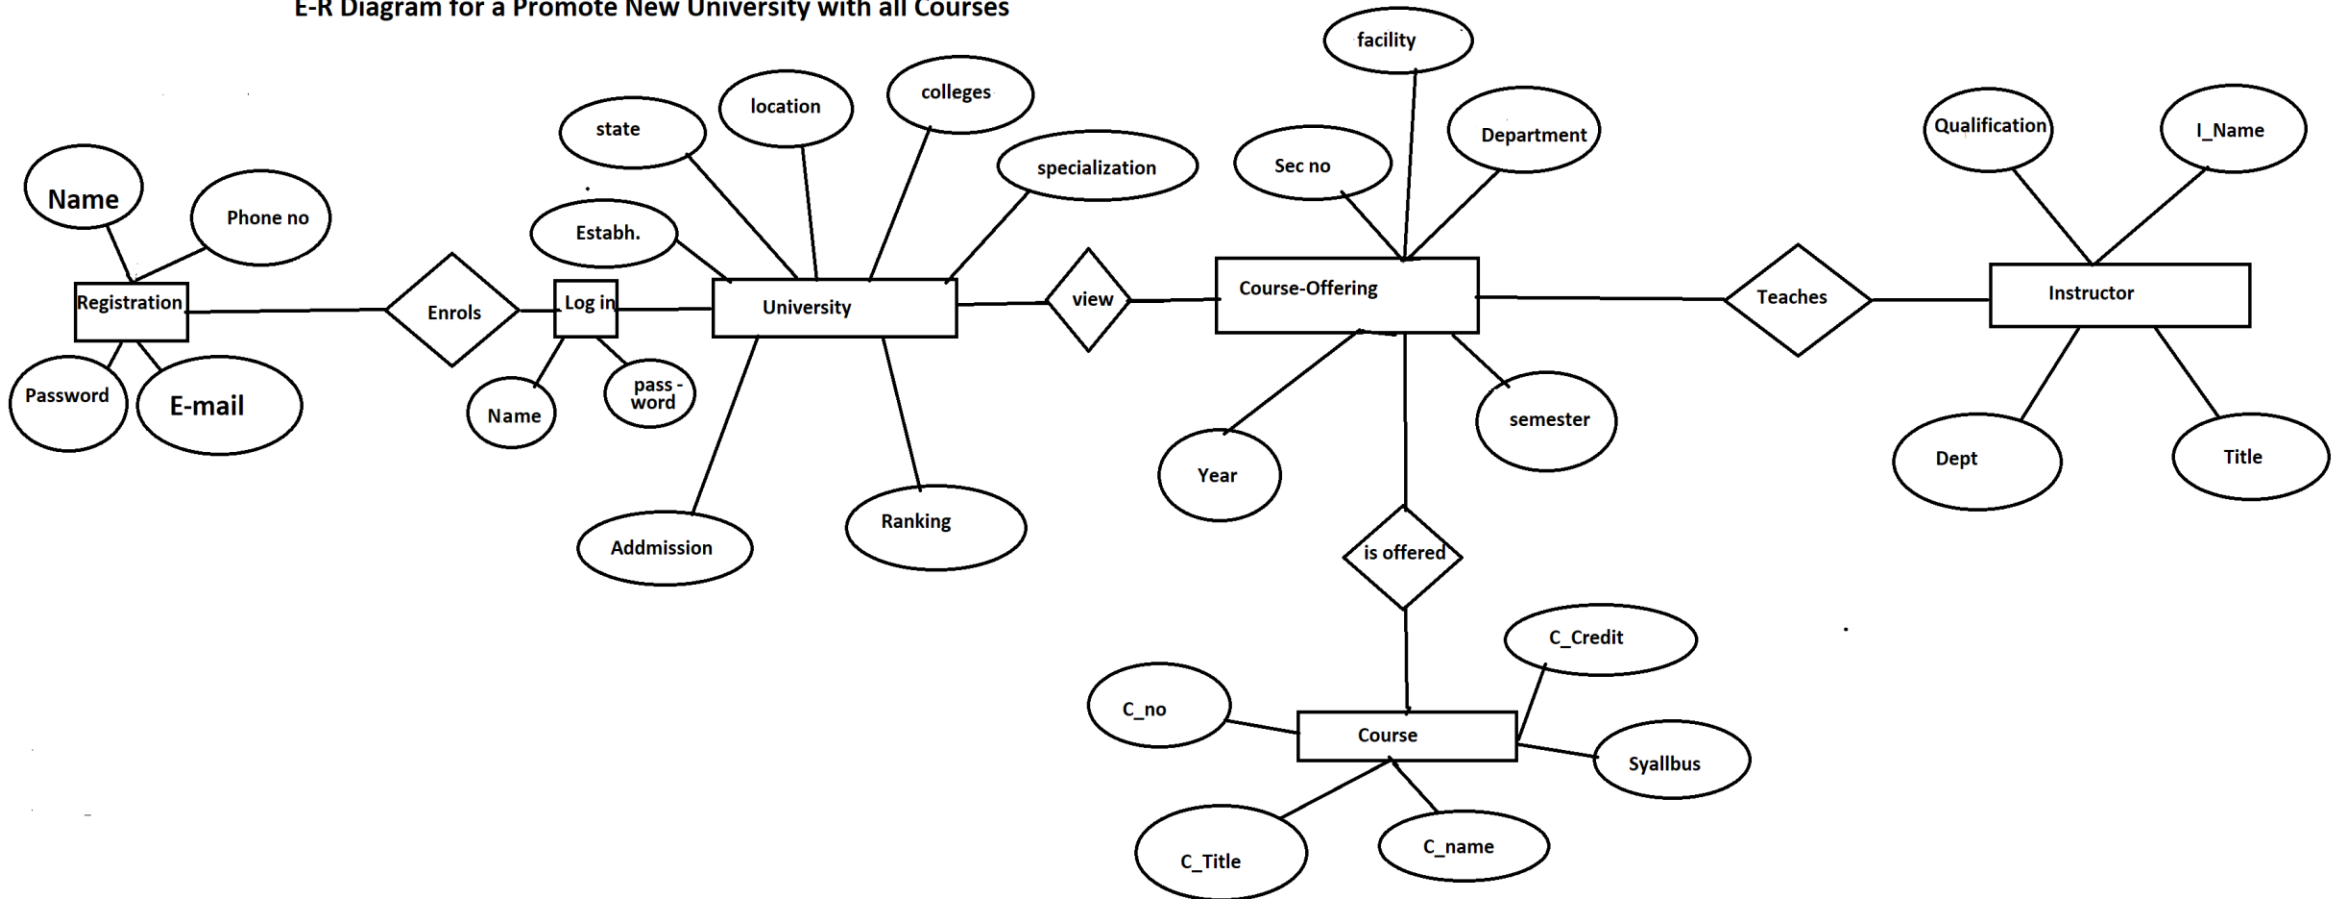 E-R Diagram for a Promote New University with all Courses
facility
colleges
location
state
Department
Qualification
I_Name
Sec no
specialization
Name
Phone no
Estabh.
Registration
Enrols
Log in
University
view
Course-Offering
Teaches
Instructor
Password
E-mail
Name
pass -
word
semester
Year
Dept
Title
Addmission
Ranking
is offered
C_Credit
C_no
Course
Syallbus
C_Title
C_name